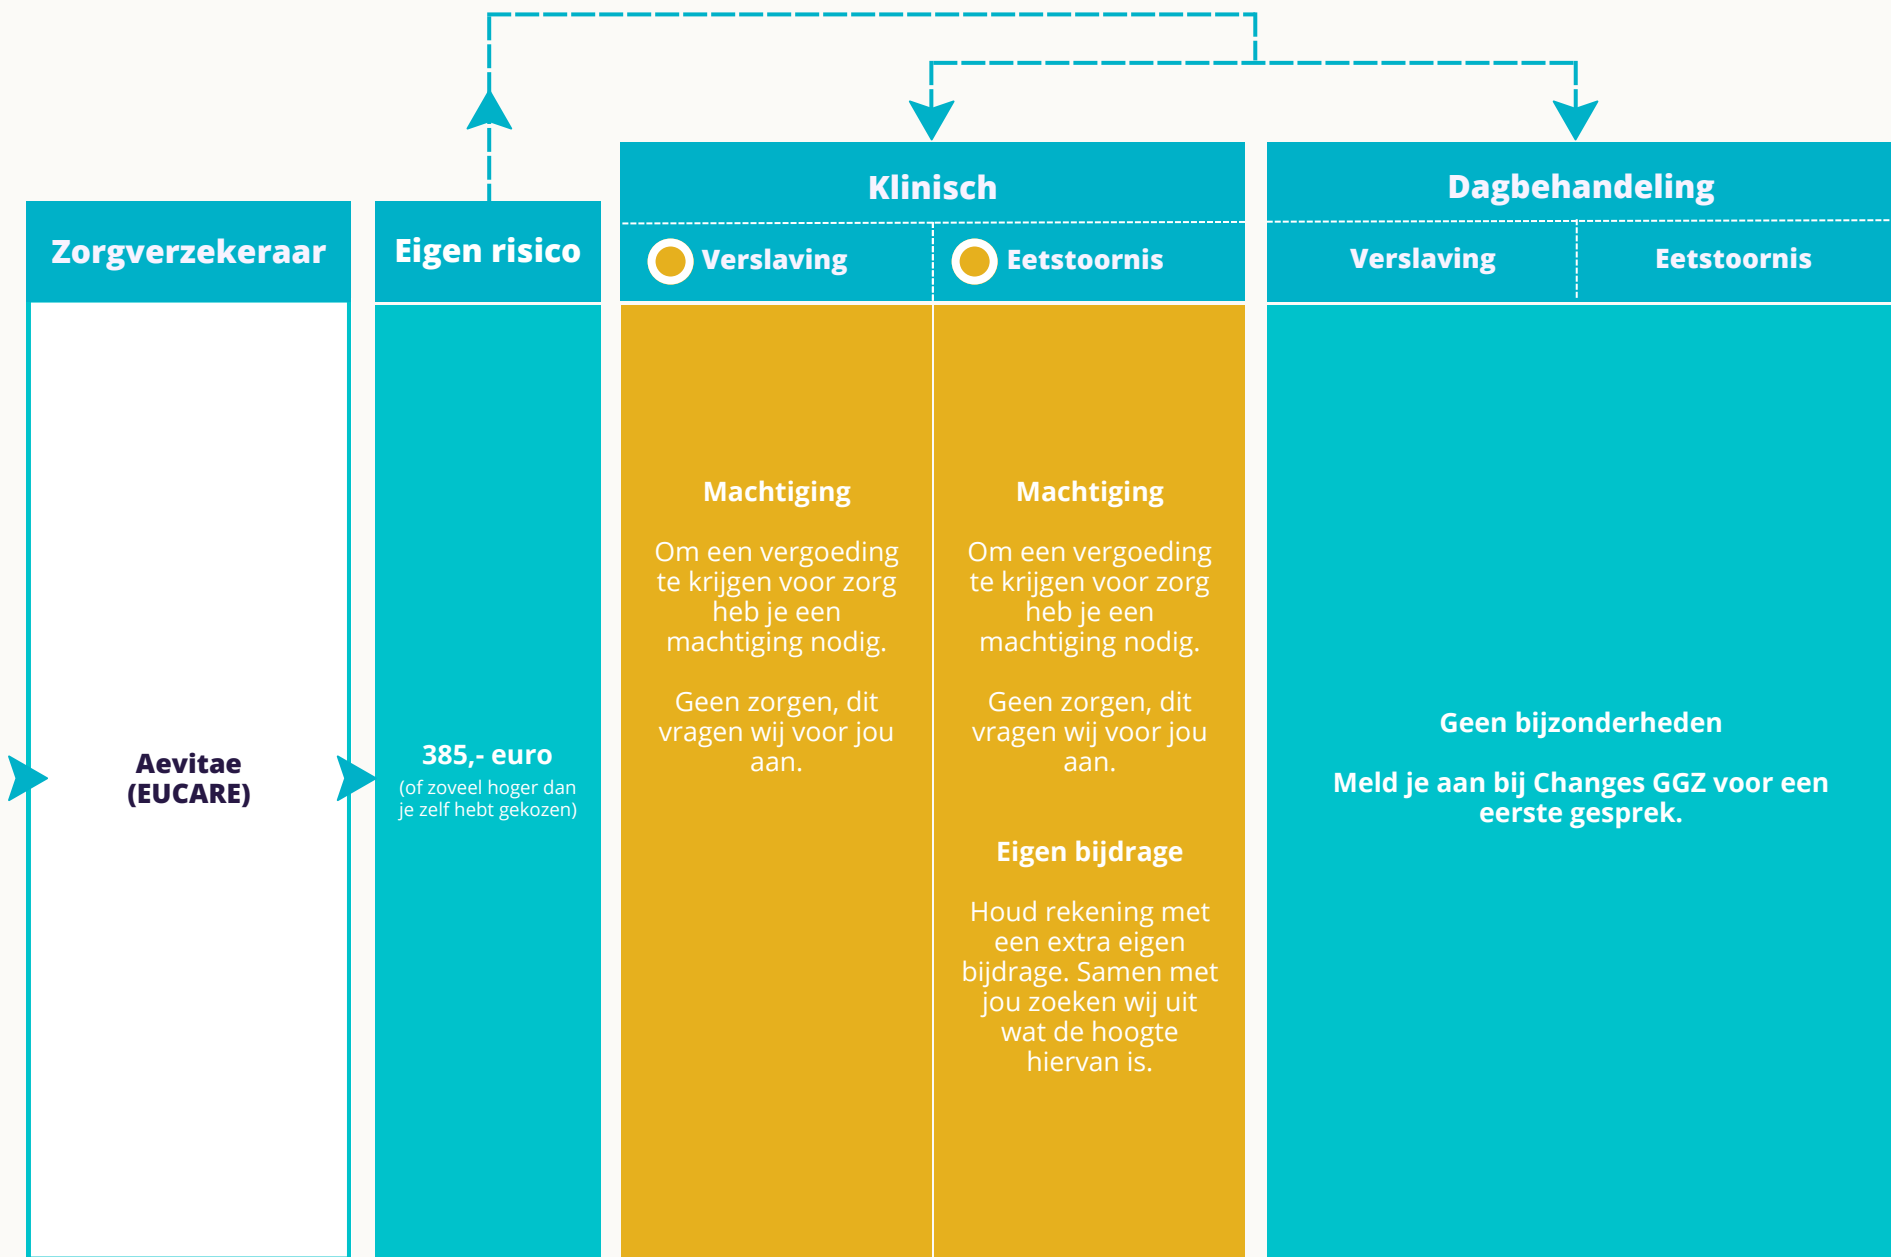 Zorgverzekeraar
Aevitae
(EUCARE)
Eigen risico
385,- euro
(of zoveel hoger dan
je zelf hebt gekozen)
Klinisch
Verslaving
Machtiging
Om een vergoeding
te krijgen voor zorg
heb je een
machtiging nodig.
Geen zorgen, dit
vragen wij voor jou
aan.
Eetstoornis
Machtiging
Om een vergoeding
te krijgen voor zorg
heb je een
machtiging nodig.
Geen zorgen, dit
vragen wij voor jou
aan.
Eigen bijdrage
Houd rekening met
een extra eigen
bijdrage. Samen met
jou zoeken wij uit
wat de hoogte
hiervan is.
Dagbehandeling
Verslaving
Eetstoornis
Geen bijzonderheden
Meld je aan bij Changes GGZ voor een
eerste gesprek.